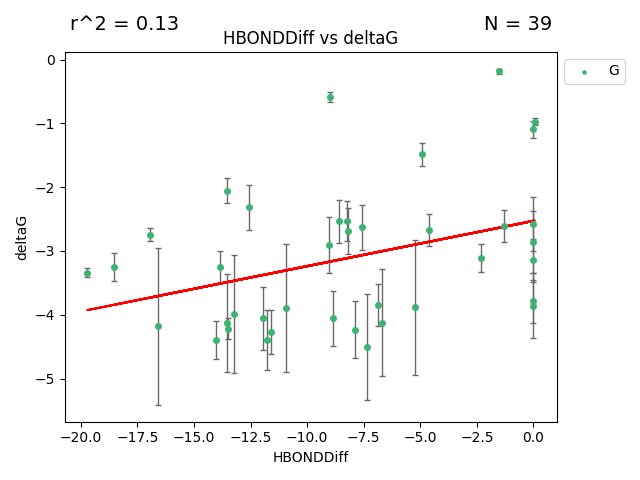 r^2 = 0.13
N = 39
HBONDDiff vs deltaG
G
0
−1
−2
−3
−4
−5
deltaG
−20.0 −17.5 −15.0 −12.5 −10.0 −7.5 −5.0 −2.5 0.0
HBONDDiff